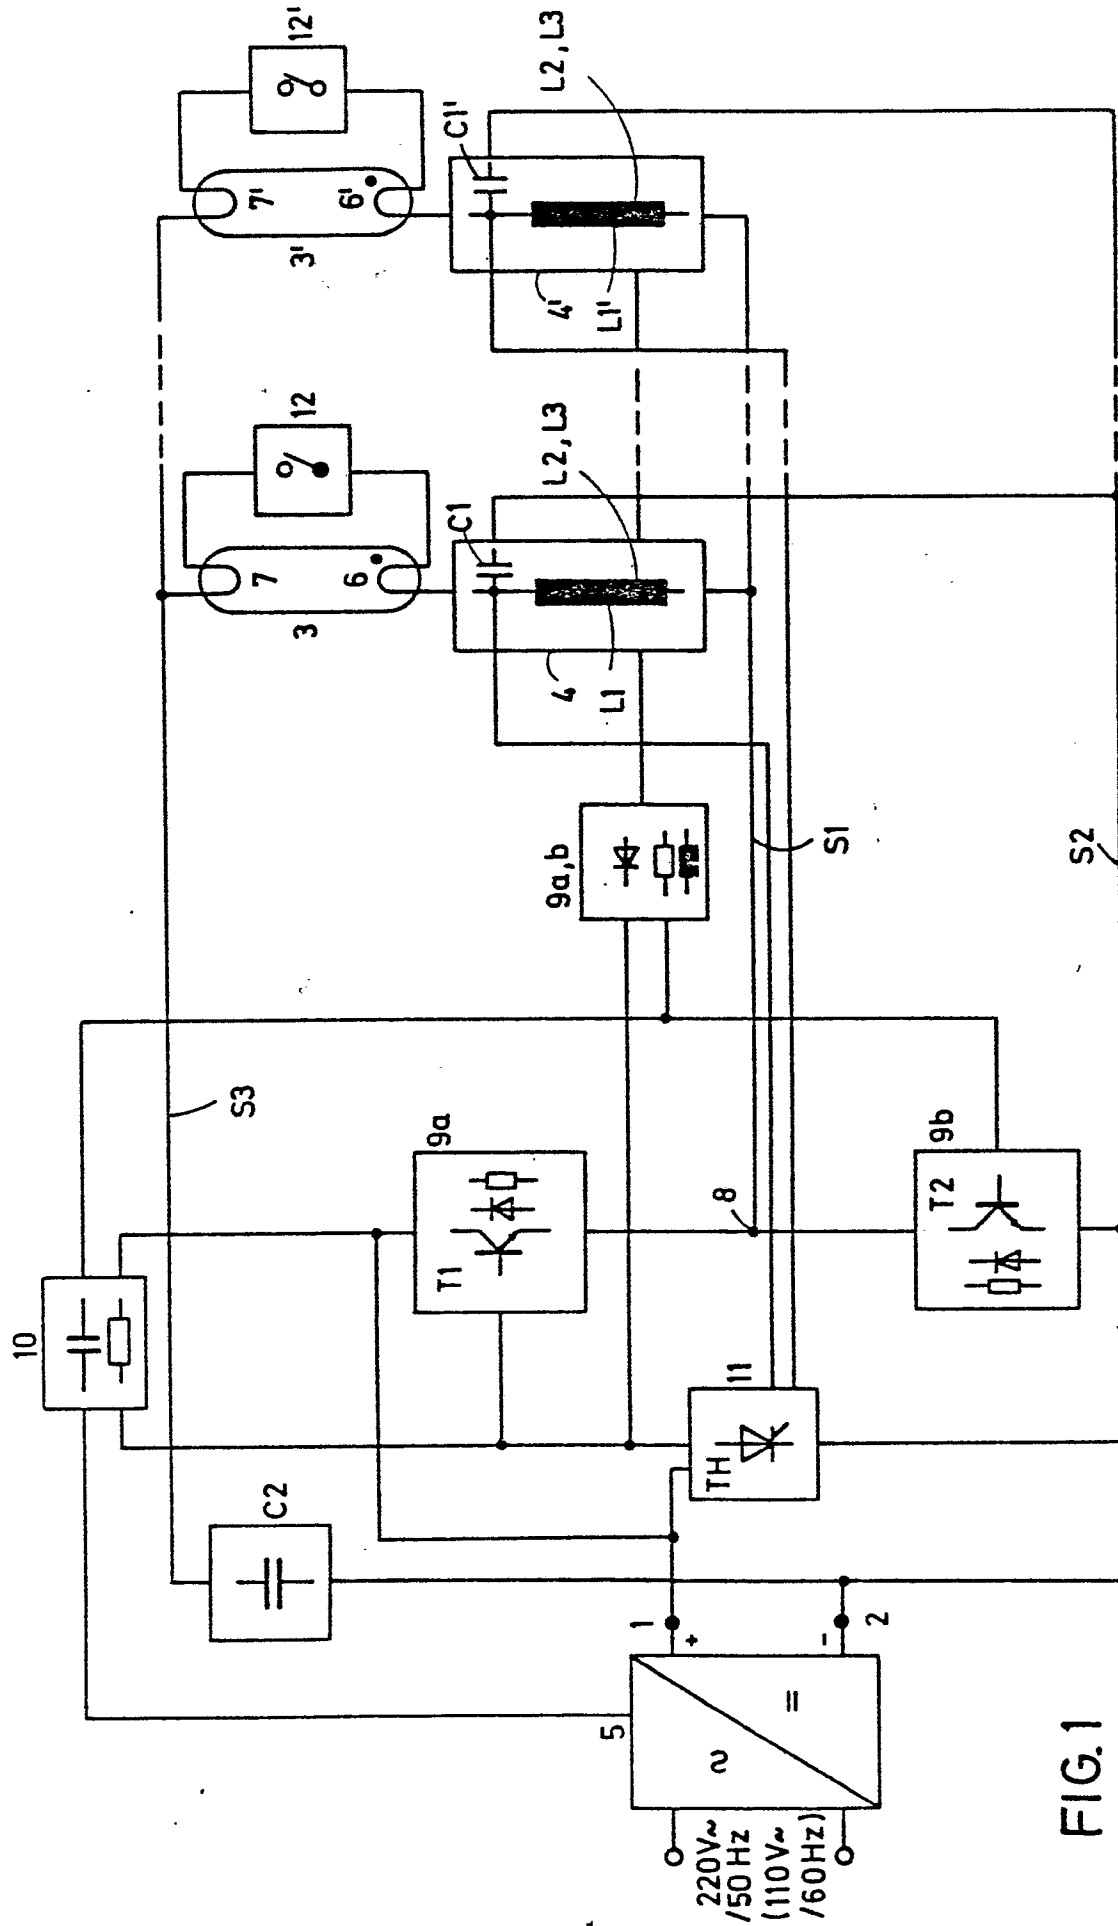 220V~
/50 Hz
(110V~
/60Hz)
5
~
=
1
+
-
2
C2
10
TH
11
T1
9a
T2
9b
8
S3
9a,b
S1
S2
3
7
6
12
C1
4
L1
L2, L3
3'
7'
6'
12'
C1'
4'
L1'
L2, L3
FIG.1